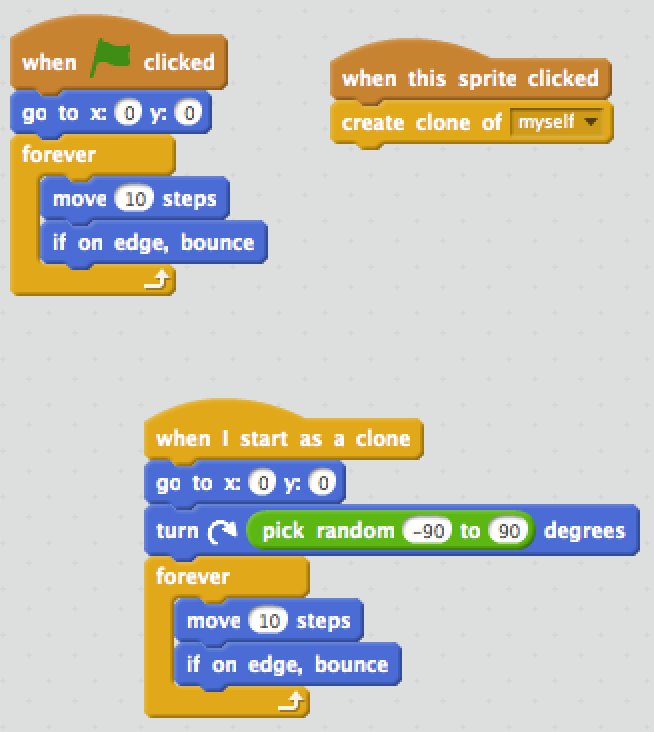 when clicked
go to x: 0 y: 0
forever
move 10 steps
if on edge, bounce
when this sprite clicked
create clone of myself
when I start as a clone
go to x: 0 y: 0
turn pick random -90 to 90 degrees
forever
move 10 steps
if on edge, bounce